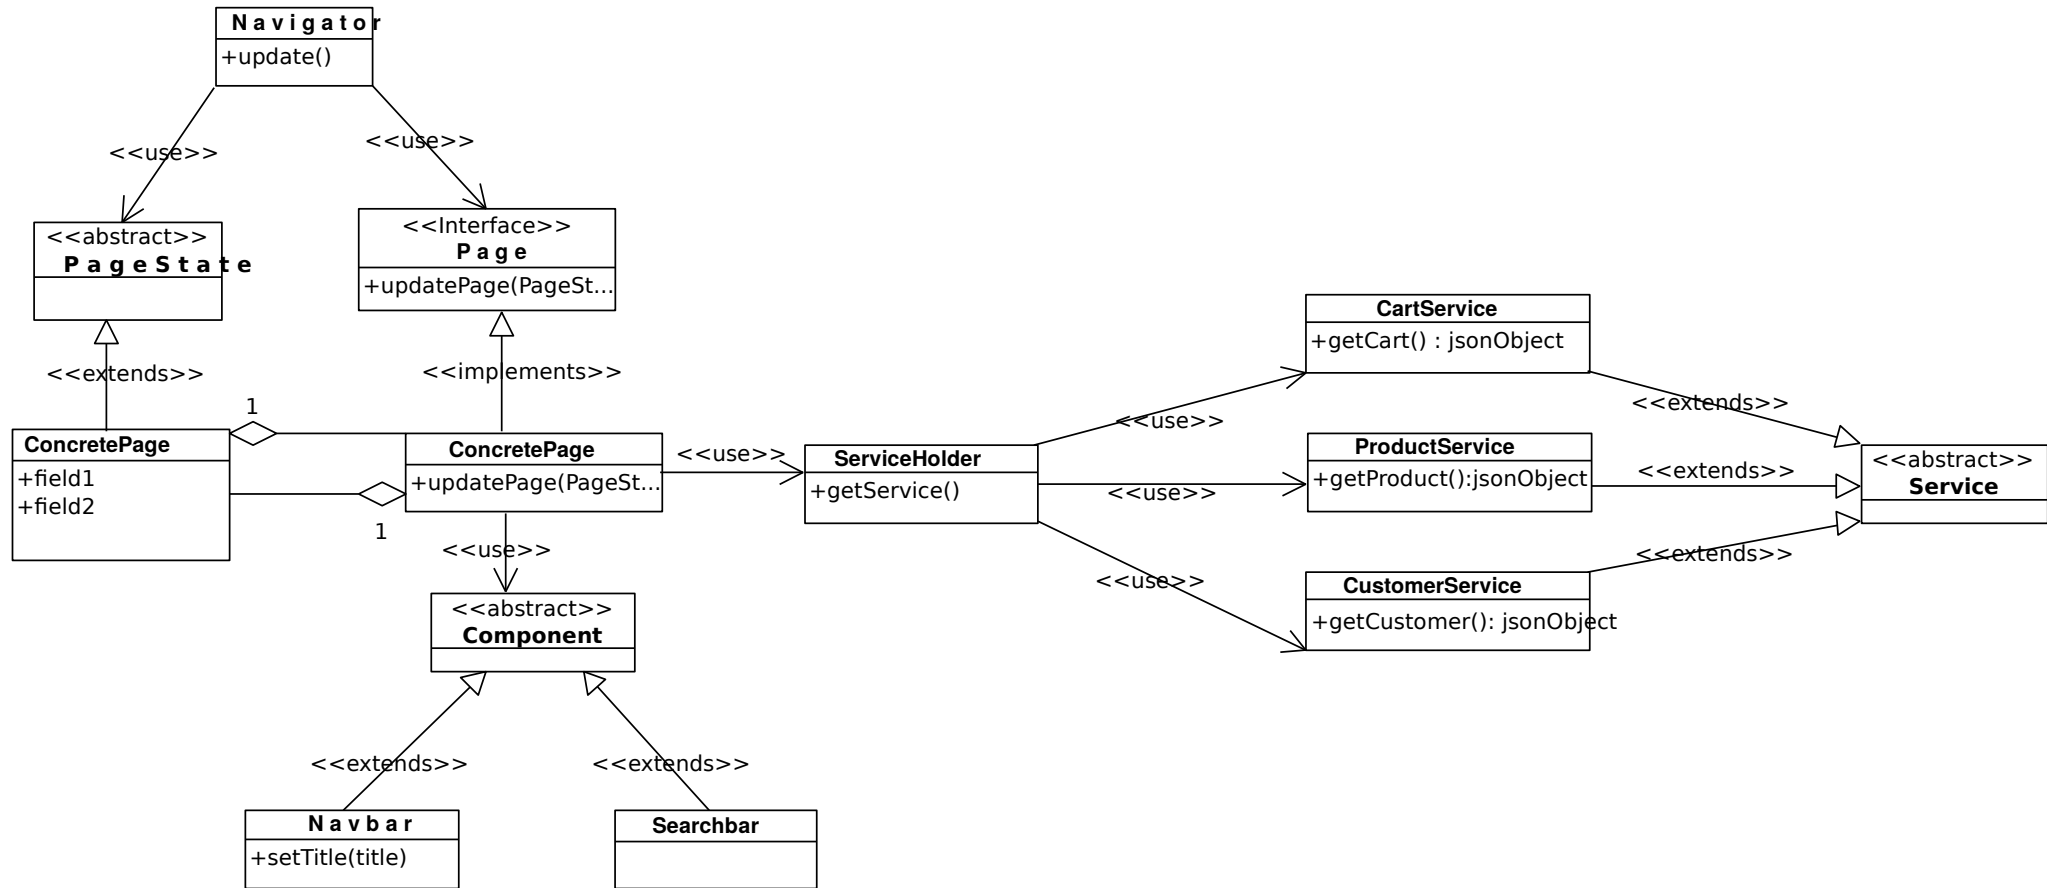 Navigator
+update()
<<use>>
<<use>>
<<abstract>>
PageState
<<Interface>>
Page
+updatePage(PageSt...
<<extends>>
<<implements>>
1
ConcretePage
+field1
+field2
1
ConcretePage
+updatePage(PageSt...
<<use>>
<<use>>
<<abstract>>
Component
<<extends>>
<<extends>>
Navbar
+setTitle(title)
Searchbar
ServiceHolder
+getService()
<<use>>
<<use>>
<<use>>
CartService
+getCart() : jsonObject
ProductService
+getProduct():jsonObject
CustomerService
+getCustomer(): jsonObject
<<extends>>
<<extends>>
<<extends>>
<<abstract>>
Service